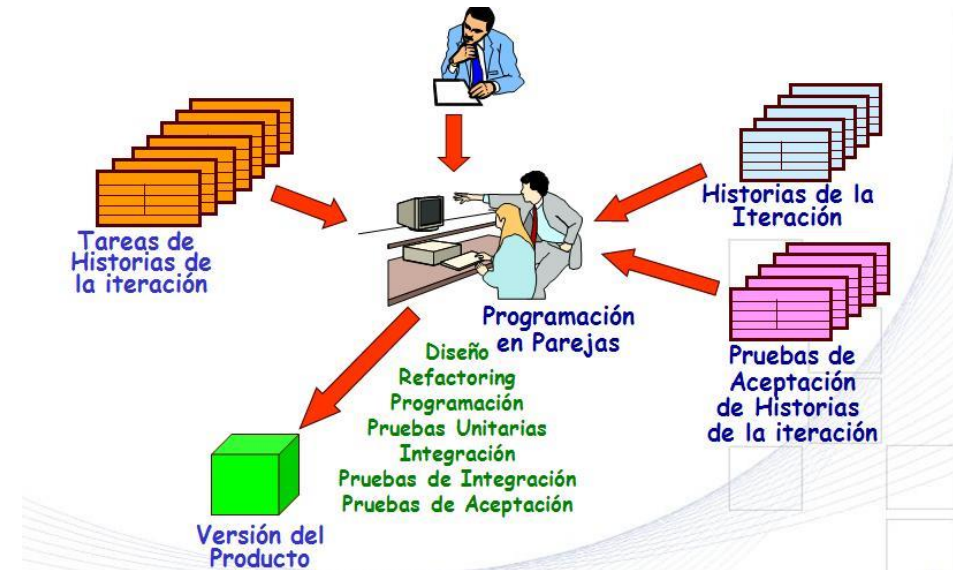 Historias de la
Iteración
Tareas de
Historias de
la iteración
Programación
en Parejas
Diseño
Refactoring
Programación
Pruebas Unitarias
Integración
Pruebas de Integración
Pruebas de Aceptación
Pruebas de
Aceptación
de Historias
de la iteración
Versión del
Producto